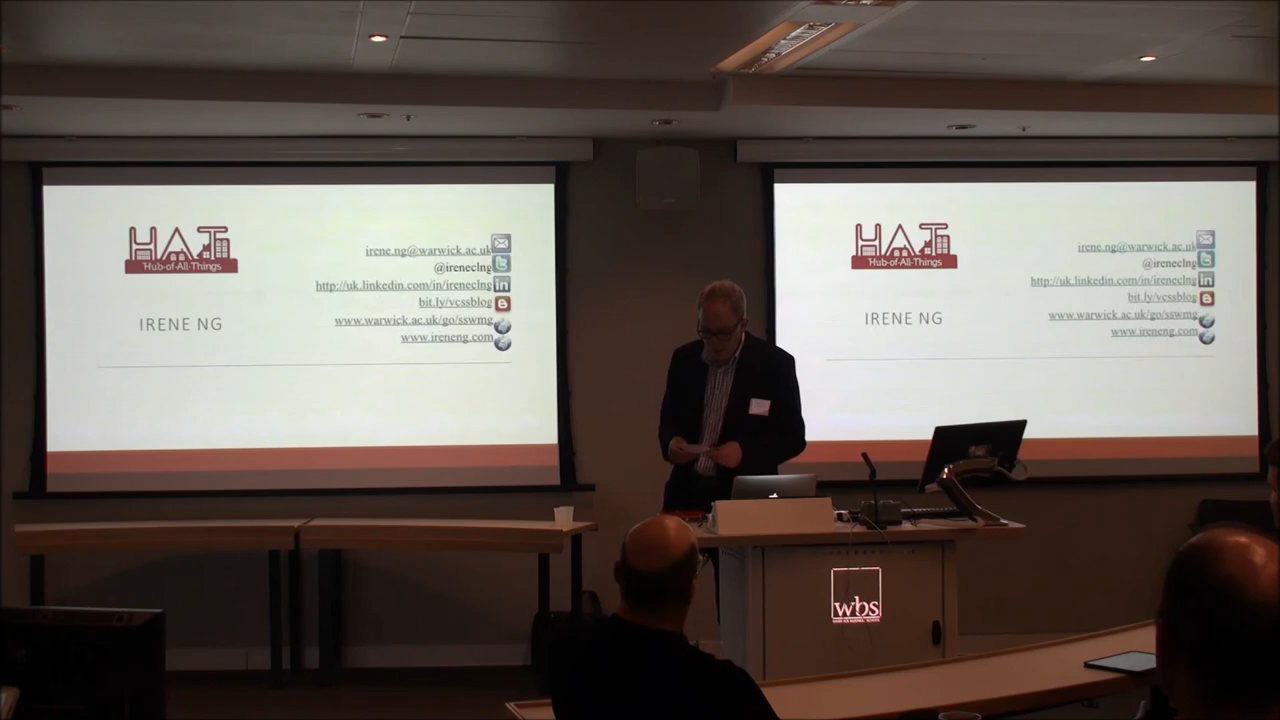 HAT
Hub-of-All-Things
IRENE NG
irene.ng@warwick.ac.uk
@ireneclng
http://uk.linkedin.com/in/ireneclng
bit.ly/vcssblog
www.warwick.ac.uk/go/sswmg
www.ireneng.com
HAT
Hub-of-All-Things
IRENE NG
irene.ng@warwick.ac.uk
@ireneclng
http://uk.linkedin.com/in/ireneclng
bit.ly/vcssblog
www.warwick.ac.uk/go/sswmg
www.ireneng.com
wbs
WARWICK BUSINESS SCHOOL